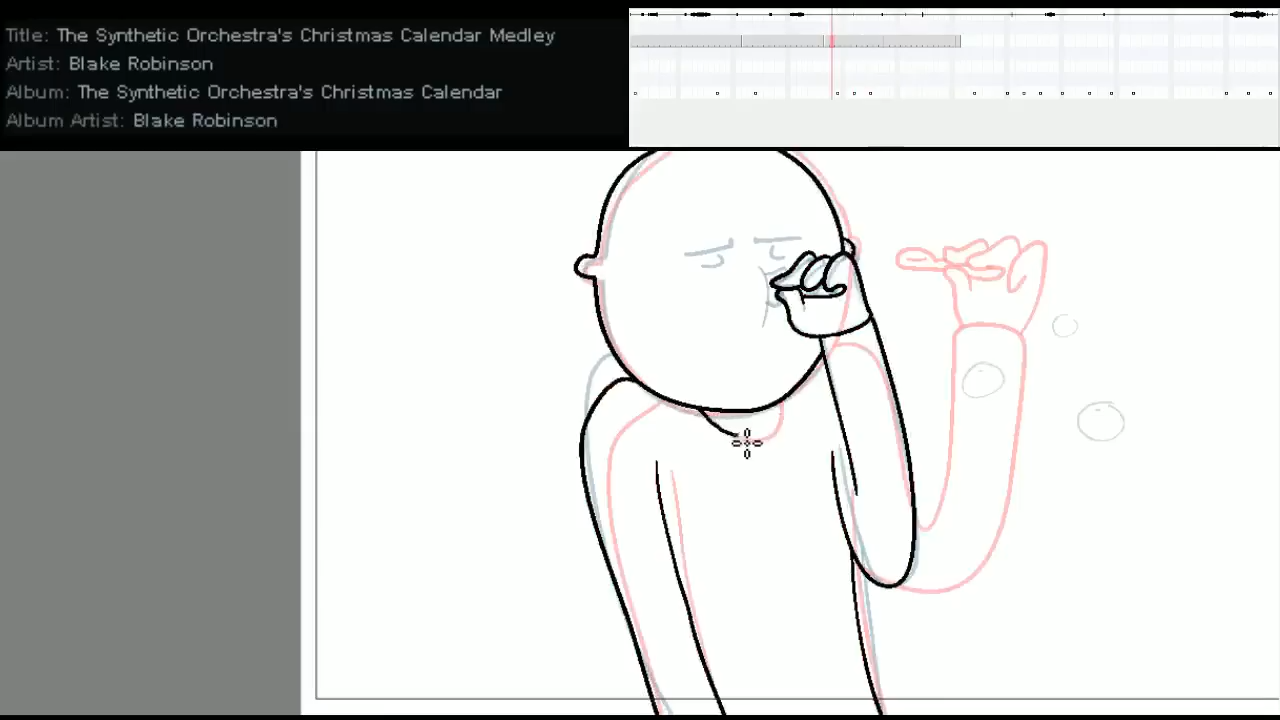 Title: The Synthetic Orchestra's Christmas Calendar Medley
Artist: Blake Robinson
Album: The Synthetic Orchestra's Christmas Calendar
Album Artist: Blake Robinson